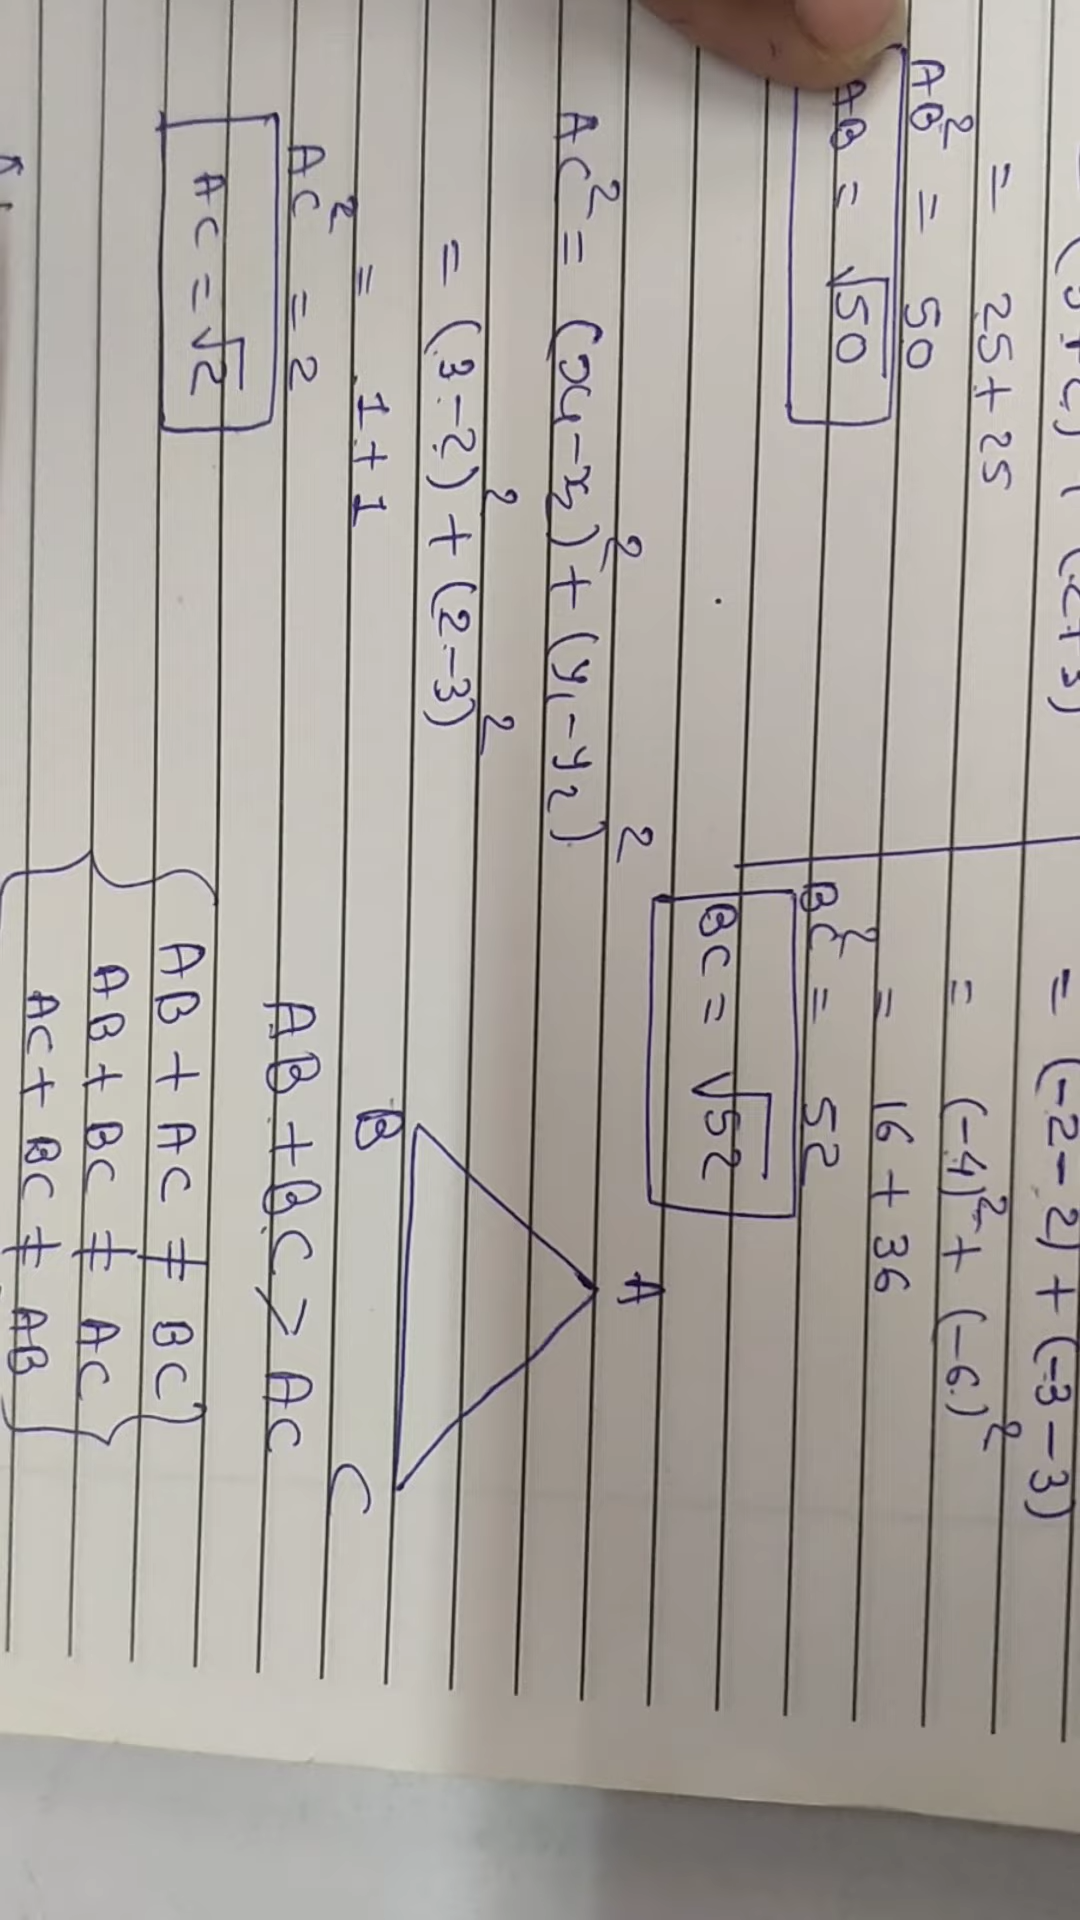 = 25 + 25
AB² = 50
AB = √50
= (-2-2) + (-3-3)
= (-4)² + (-6)²
= 16 + 36
BC² = 52
BC = √52
AC² = (x₁-x₂)² + (y₁-y₂)²
= (3-2)² + (2-3)²
= 1+1
AC² = 2
AC = √2
A
B
C
AB + BC > AC
AB + AC ≠ BC
AB + BC ≠ AC
AC + BC ≠ AB